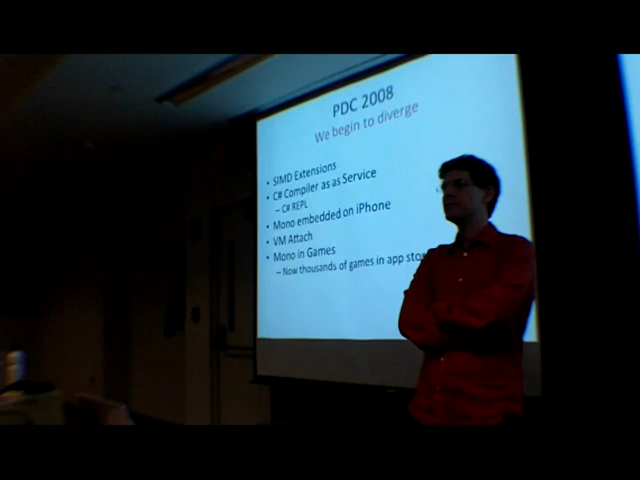 PDC 2008
We begin to diverge
• SIMD Extensions
• C# Compiler as as Service
– C# REPL
• Mono embedded on iPhone
• VM Attach
• Mono in Games
– Now thousands of games in app sto